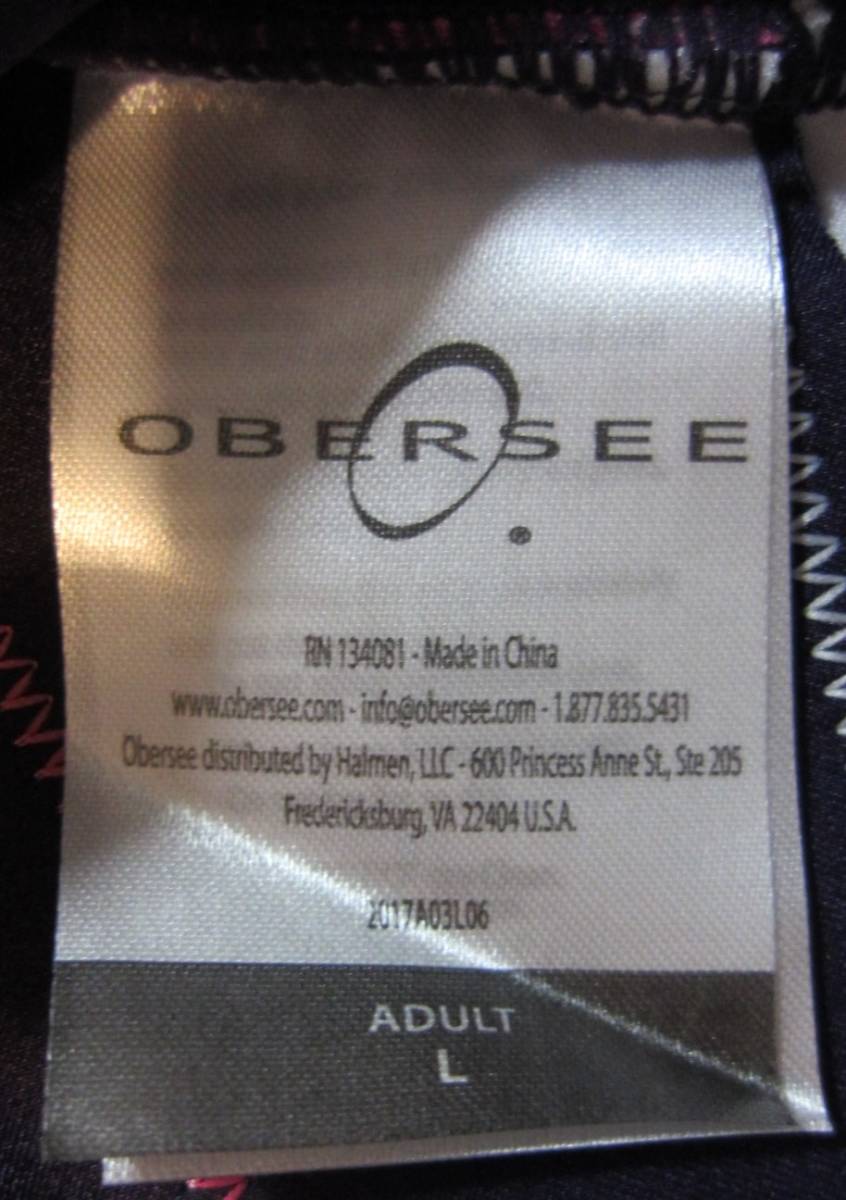 OBERSEE
®
RN 134081 - Made in China
www.obersee.com - info@obersee.com - 1.877.835.5431
Obersee distributed by Halmen, LLC - 600 Princess Anne St., Ste 205
Fredericksburg, VA 22404 U.S.A.
2017A03L06
ADULT
L